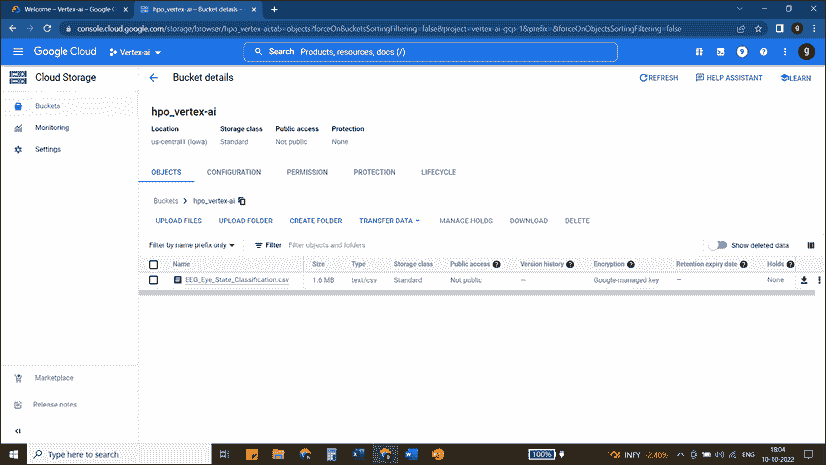 Welcome – Vertex-ai – Google C
hpo_vertex-ai – Bucket details –
console.cloud.google.com/storage/browser/hpo_vertex-ai;tab=objects?forceOnBucketsSortingFiltering=false&project=vertex-ai-gcp-1&prefix=&forceOnObjectsSortingFiltering=false
Google Cloud
Vertex-ai
Search Products, resources, docs (/)
9
g
Cloud Storage
Bucket details
REFRESH
HELP ASSISTANT
LEARN
Buckets
Monitoring
Settings
hpo_vertex-ai
Location Storage class Public access Protection
us-central1 (Iowa) Standard Not public None
OBJECTS CONFIGURATION PERMISSION PROTECTION LIFECYCLE
Buckets > hpo_vertex-ai
UPLOAD FILES UPLOAD FOLDER CREATE FOLDER TRANSFER DATA MANAGE HOLDS DOWNLOAD DELETE
Filter by name prefix only Filter Filter objects and folders Show deleted data
Name Size Type Storage class Public access Version history Encryption Retention expiry date Holds
EEG_Eye_State_Classification.csv 1.6 MB text/csv Standard Not public — Google-managed key — None
Marketplace
Release notes
Type here to search
100%
INFY -2.40%
ENG
18:04
10-10-2022